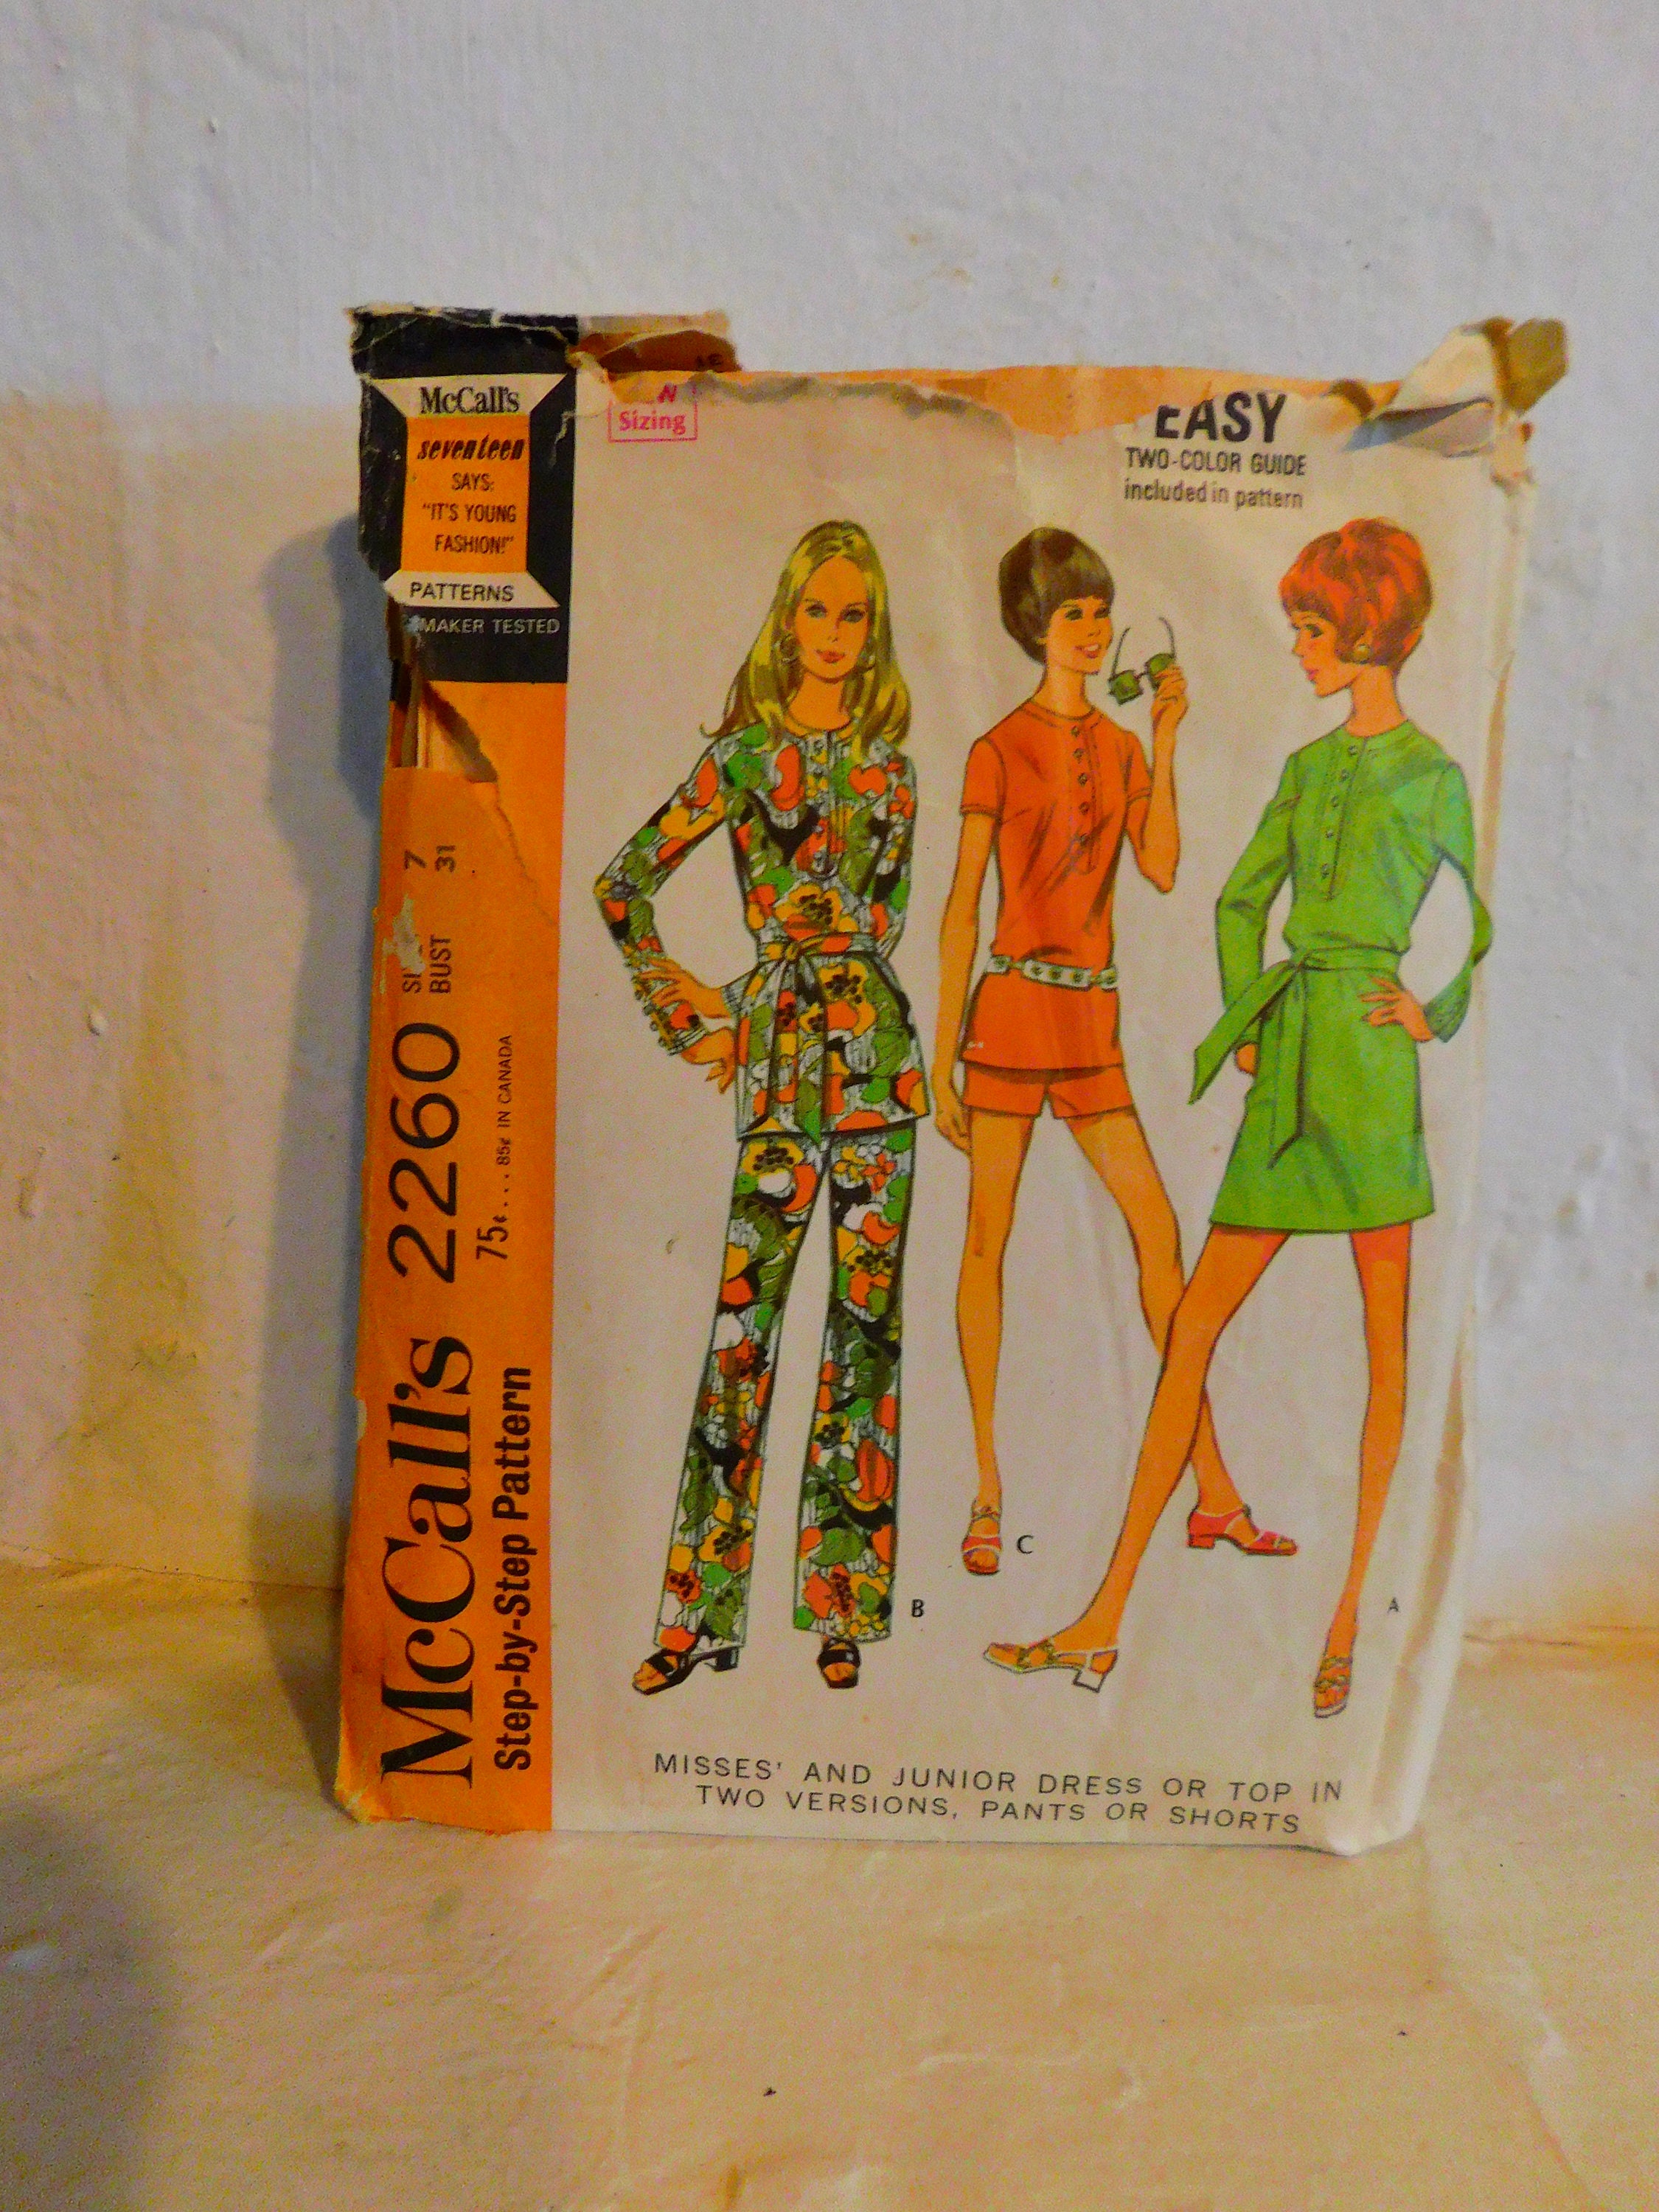 McCall's
seventeen
SAYS:
"IT'S YOUNG
FASHION!"
PATTERNS
MAKER TESTED
Sizing
EASY
TWO-COLOR GUIDE
included in pattern
McCall's 2260
7
BUST 31
75¢... 85¢ IN CANADA
Step-by-Step Pattern
B
C
A
MISSES' AND JUNIOR DRESS OR TOP IN
TWO VERSIONS, PANTS OR SHORTS